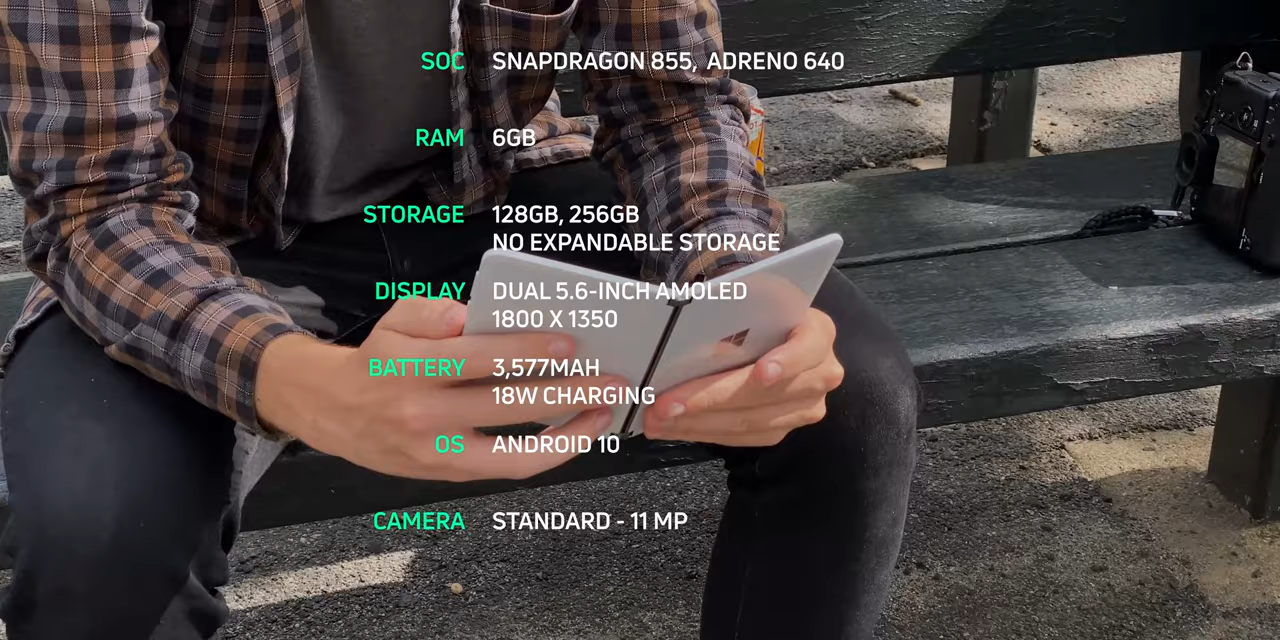 SOC SNAPDRAGON 855, ADRENO 640
RAM 6GB
STORAGE 128GB, 256GB
NO EXPANDABLE STORAGE
DISPLAY DUAL 5.6-INCH AMOLED
1800 X 1350
BATTERY 3,577MAH
18W CHARGING
OS ANDROID 10
CAMERA STANDARD - 11 MP